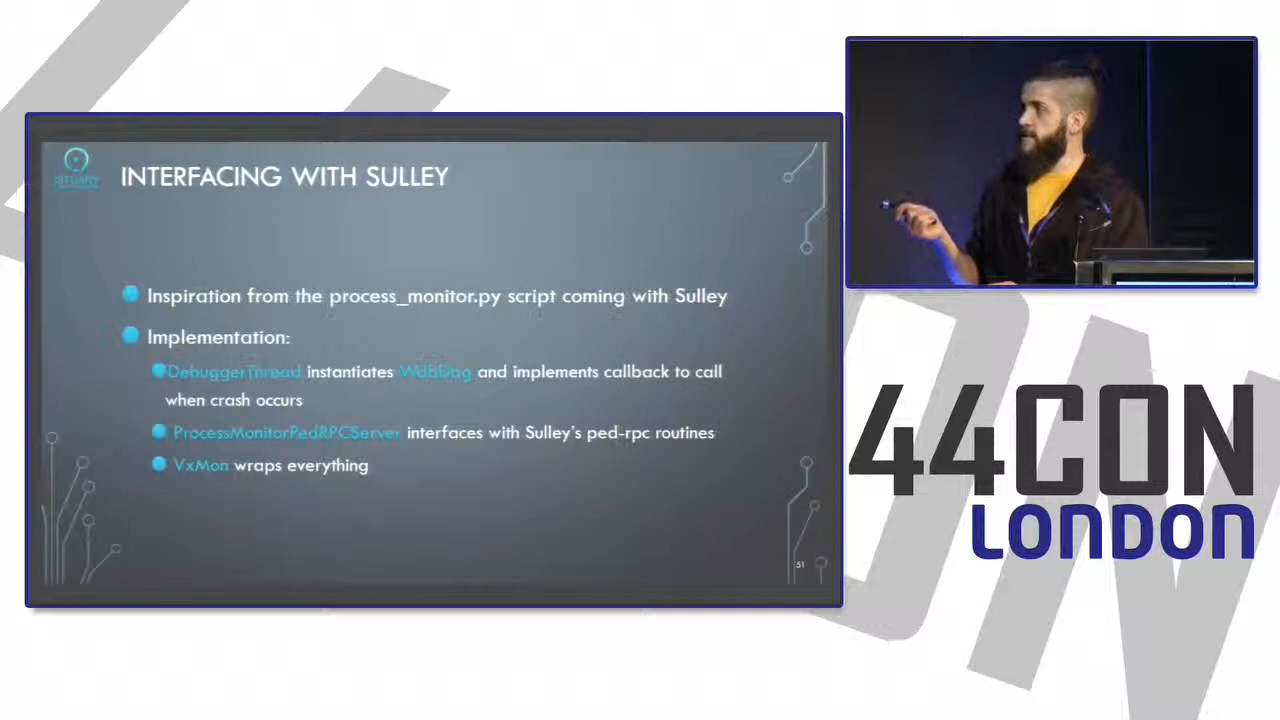 INTERFACING WITH SULLEY
Inspiration from the process_monitor.py script coming with Sulley
Implementation:
DebuggerThread instantiates WdbDbg and implements callback to call
when crash occurs
ProcessMonitorPedRPCServer interfaces with Sulley's ped-rpc routines
VxMon wraps everything
51
44CON
LONDON